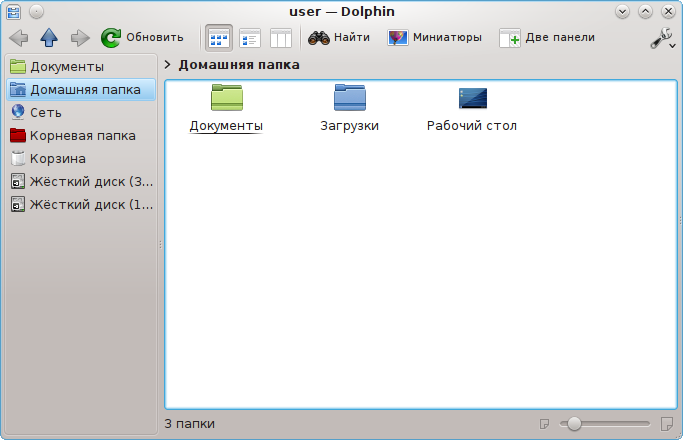 user — Dolphin
Обновить
Найти
Миниатюры
Две панели
Документы
Домашняя папка
Сеть
Корневая папка
Корзина
Жёсткий диск (3...
Жёсткий диск (1...
> Домашняя папка
Документы
Загрузки
Рабочий стол
3 папки